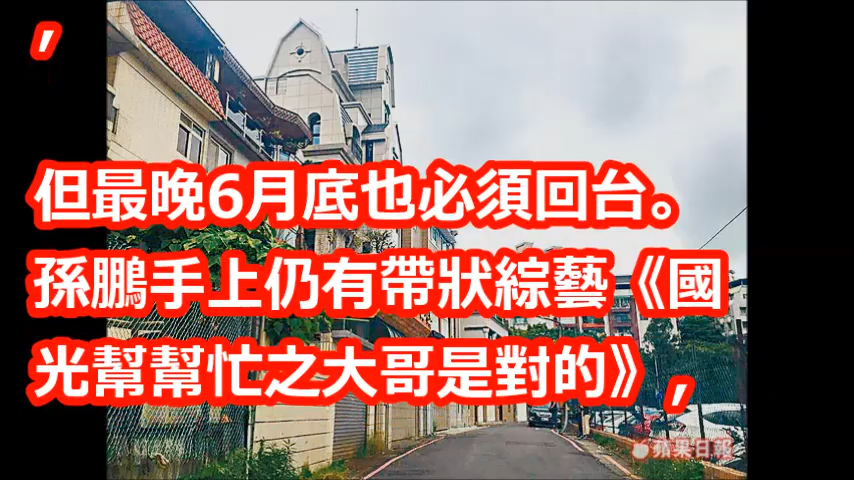 ,
但最晚6月底也必須回台。
孫鵬手上仍有帶狀綜藝《國
光幫幫忙之大哥是對的》,
蘋果日報